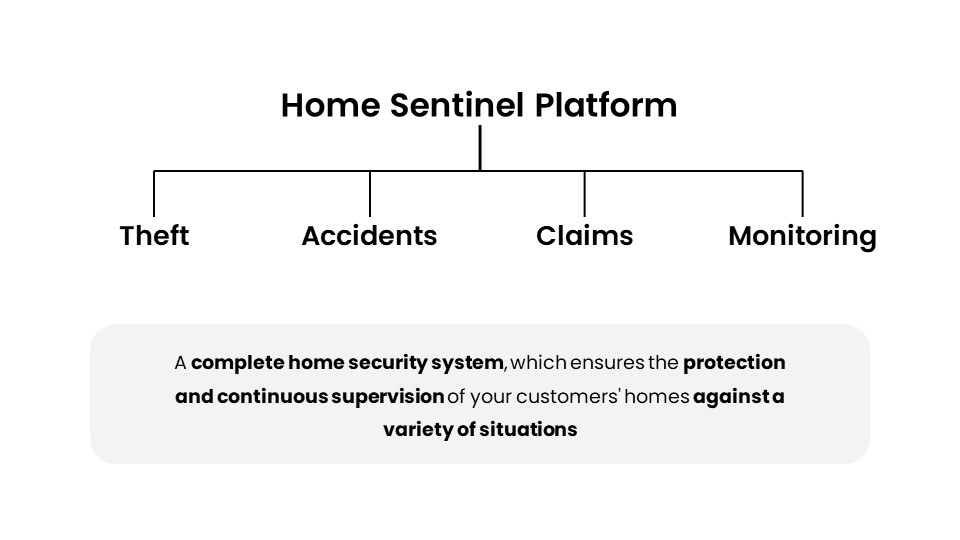 Home Sentinel Platform
Theft Accidents Claims Monitoring
A complete home security system, which ensures the protection
and continuous supervision of your customers' homes against a
variety of situations